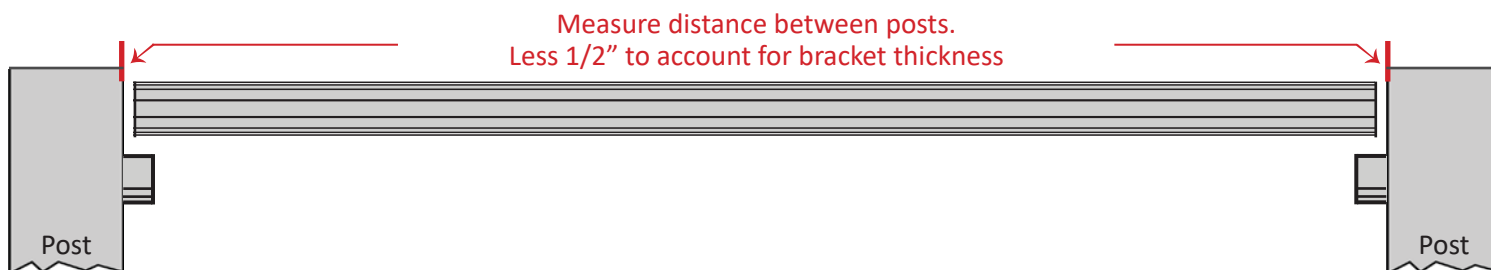 Measure distance between posts.
Less 1/2” to account for bracket thickness
Post
Post